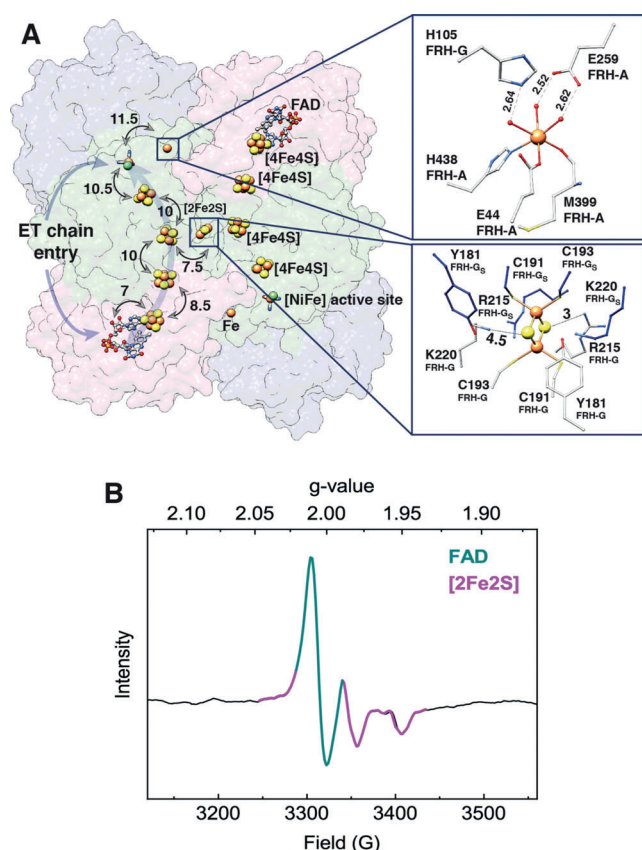 A
H105
FRH-G
E259
FRH-A
2.64
2.52
2.62
H438
FRH-A
E44
FRH-A
M399
FRH-A
11.5
FAD
[4Fe4S]
[4Fe4S]
10.5
10
[2Fe2S]
ET chain
entry
[4Fe4S]
10
7.5
[4Fe4S]
7
8.5
[NiFe] active site
Fe
Y181
FRH-GS
C191
FRH-GS
C193
FRH-GS
R215
FRH-GS
K220
FRH-GS
3
4.5
K220
FRH-G
R215
FRH-G
C193
FRH-G
C191
FRH-G
Y181
FRH-G
B
g-value
2.10 2.05 2.00 1.95 1.90
FAD
[2Fe2S]
Intensity
3200 3300 3400 3500
Field (G)